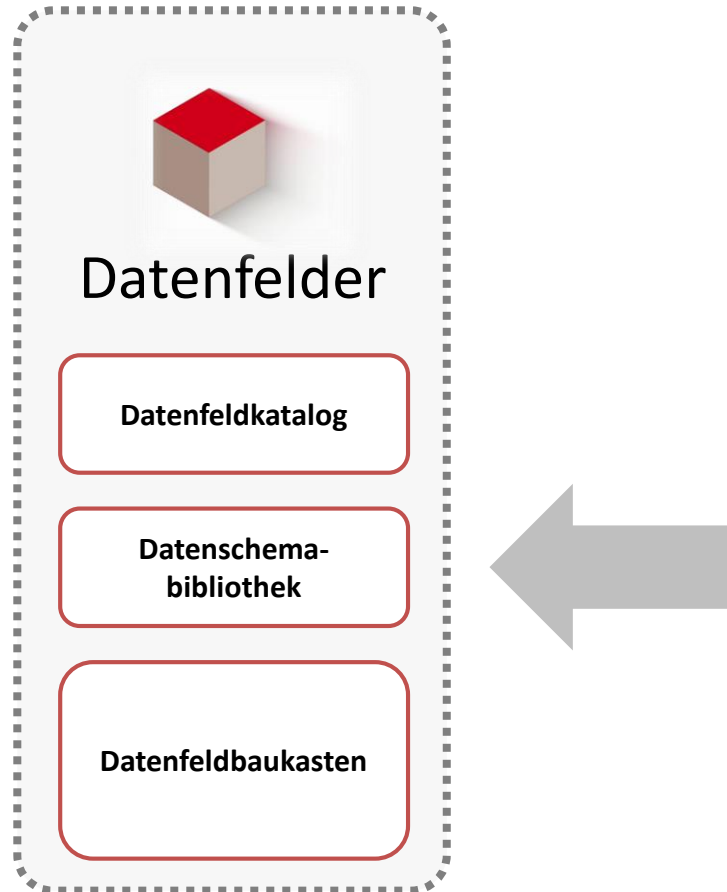 Datenfelder
Datenfeldkatalog
Datenschema-
bibliothek
Datenfeldbaukasten